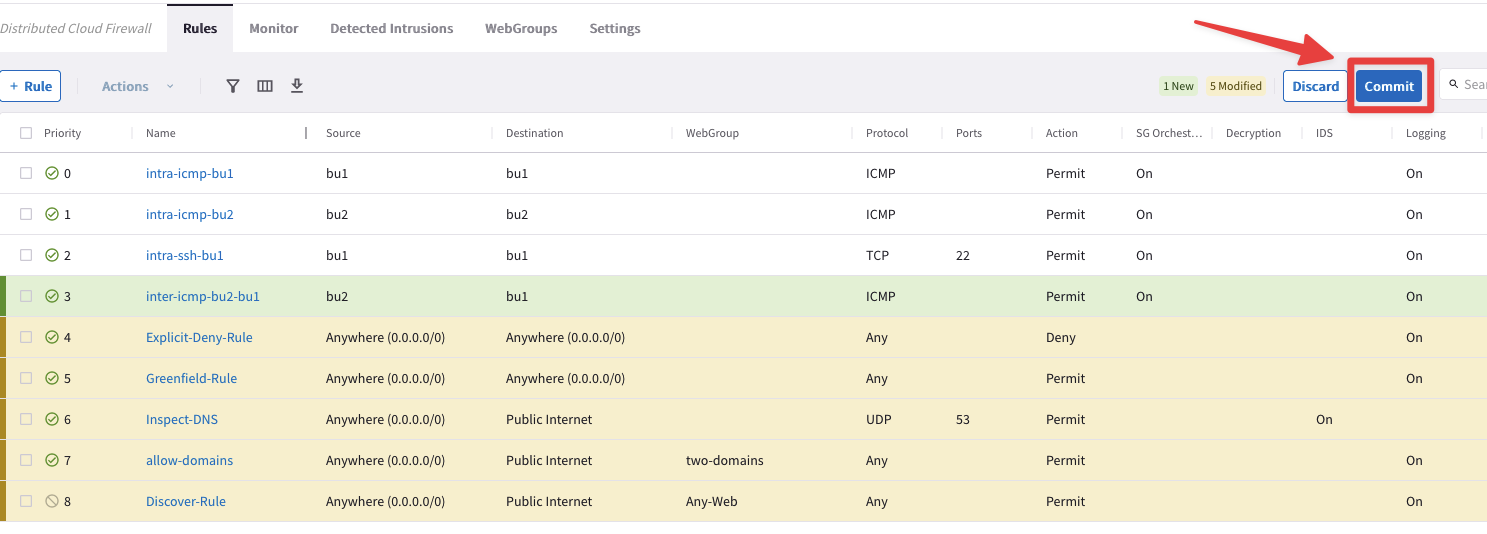 Distributed Cloud Firewall Rules Monitor Detected Intrusions WebGroups Settings
+ Rule Actions 1 New 5 Modified Discard Commit
Priority Name Source Destination WebGroup Protocol Ports Action SG Orchest... Decryption IDS Logging
0 intra-icmp-bu1 bu1 bu1 ICMP Permit On On
1 intra-icmp-bu2 bu2 bu2 ICMP Permit On On
2 intra-ssh-bu1 bu1 bu1 TCP 22 Permit On On
3 inter-icmp-bu2-bu1 bu2 bu1 ICMP Permit On On
4 Explicit-Deny-Rule Anywhere (0.0.0.0/0) Anywhere (0.0.0.0/0) Any Deny On
5 Greenfield-Rule Anywhere (0.0.0.0/0) Anywhere (0.0.0.0/0) Any Permit On
6 Inspect-DNS Anywhere (0.0.0.0/0) Public Internet UDP 53 Permit On
7 allow-domains Anywhere (0.0.0.0/0) Public Internet two-domains Any Permit On
8 Discover-Rule Anywhere (0.0.0.0/0) Public Internet Any-Web Any Permit On